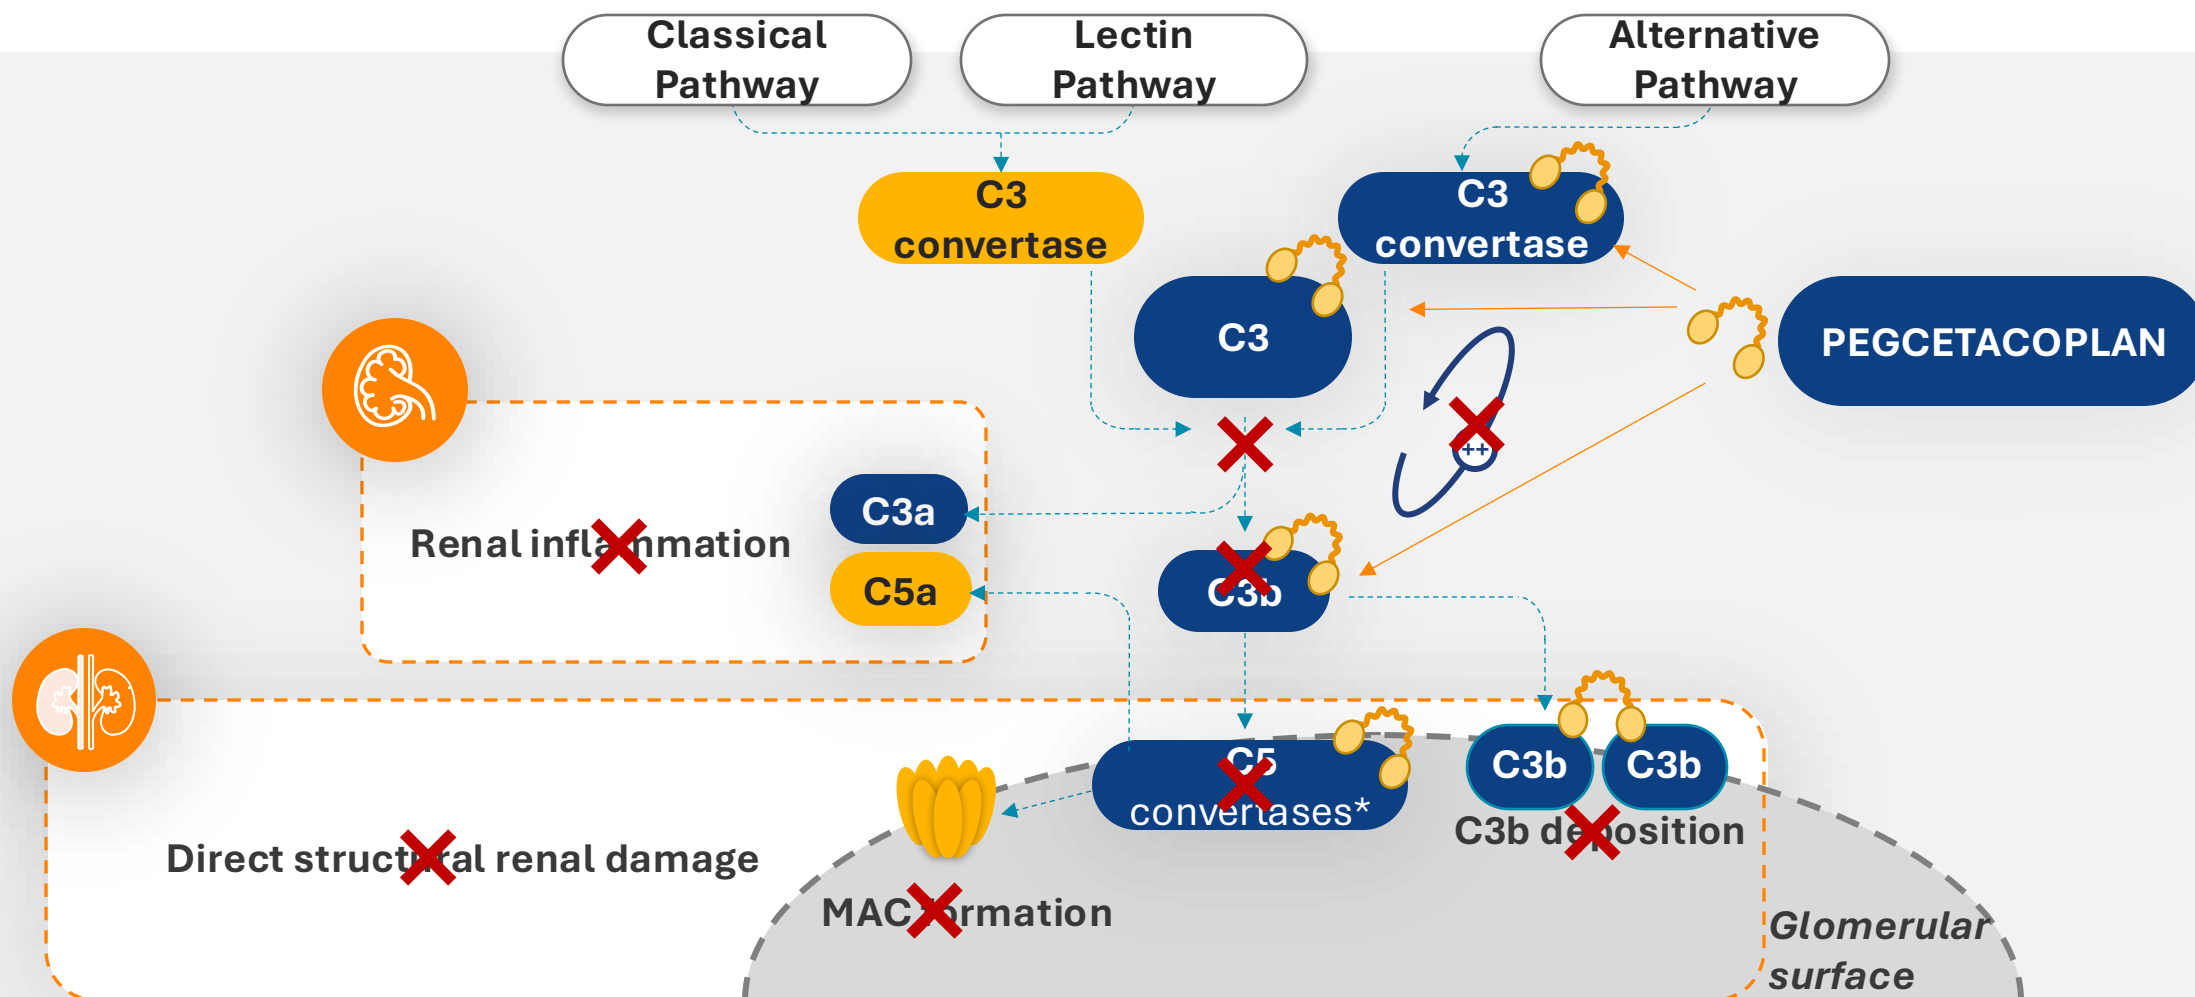 Classical
Pathway
Lectin
Pathway
Alternative
Pathway
C3
convertase
C3
convertase
C3
PEGCETACOPLAN
++
C3a
Renal inflammation
C5a
C3b
C5
convertases*
C3b
C3b
C3b deposition
Direct structural renal damage
MAC formation
Glomerular
surface